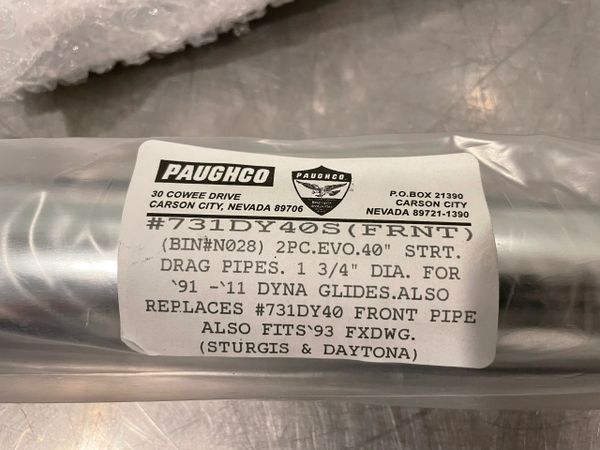 PAUGHCO
PAUGHCO
30 COWEE DRIVE
CARSON CITY, NEVADA 89706
P.O.BOX 21390
CARSON CITY
NEVADA 89721-1390
#731DY40S(FRNT)
(BIN#N028) 2PC.EVO.40" STRT.
DRAG PIPES. 1 3/4" DIA. FOR
`91 -`11 DYNA GLIDES.ALSO
REPLACES #731DY40 FRONT PIPE
ALSO FITS`93 FXDWG.
(STURGIS & DAYTONA)